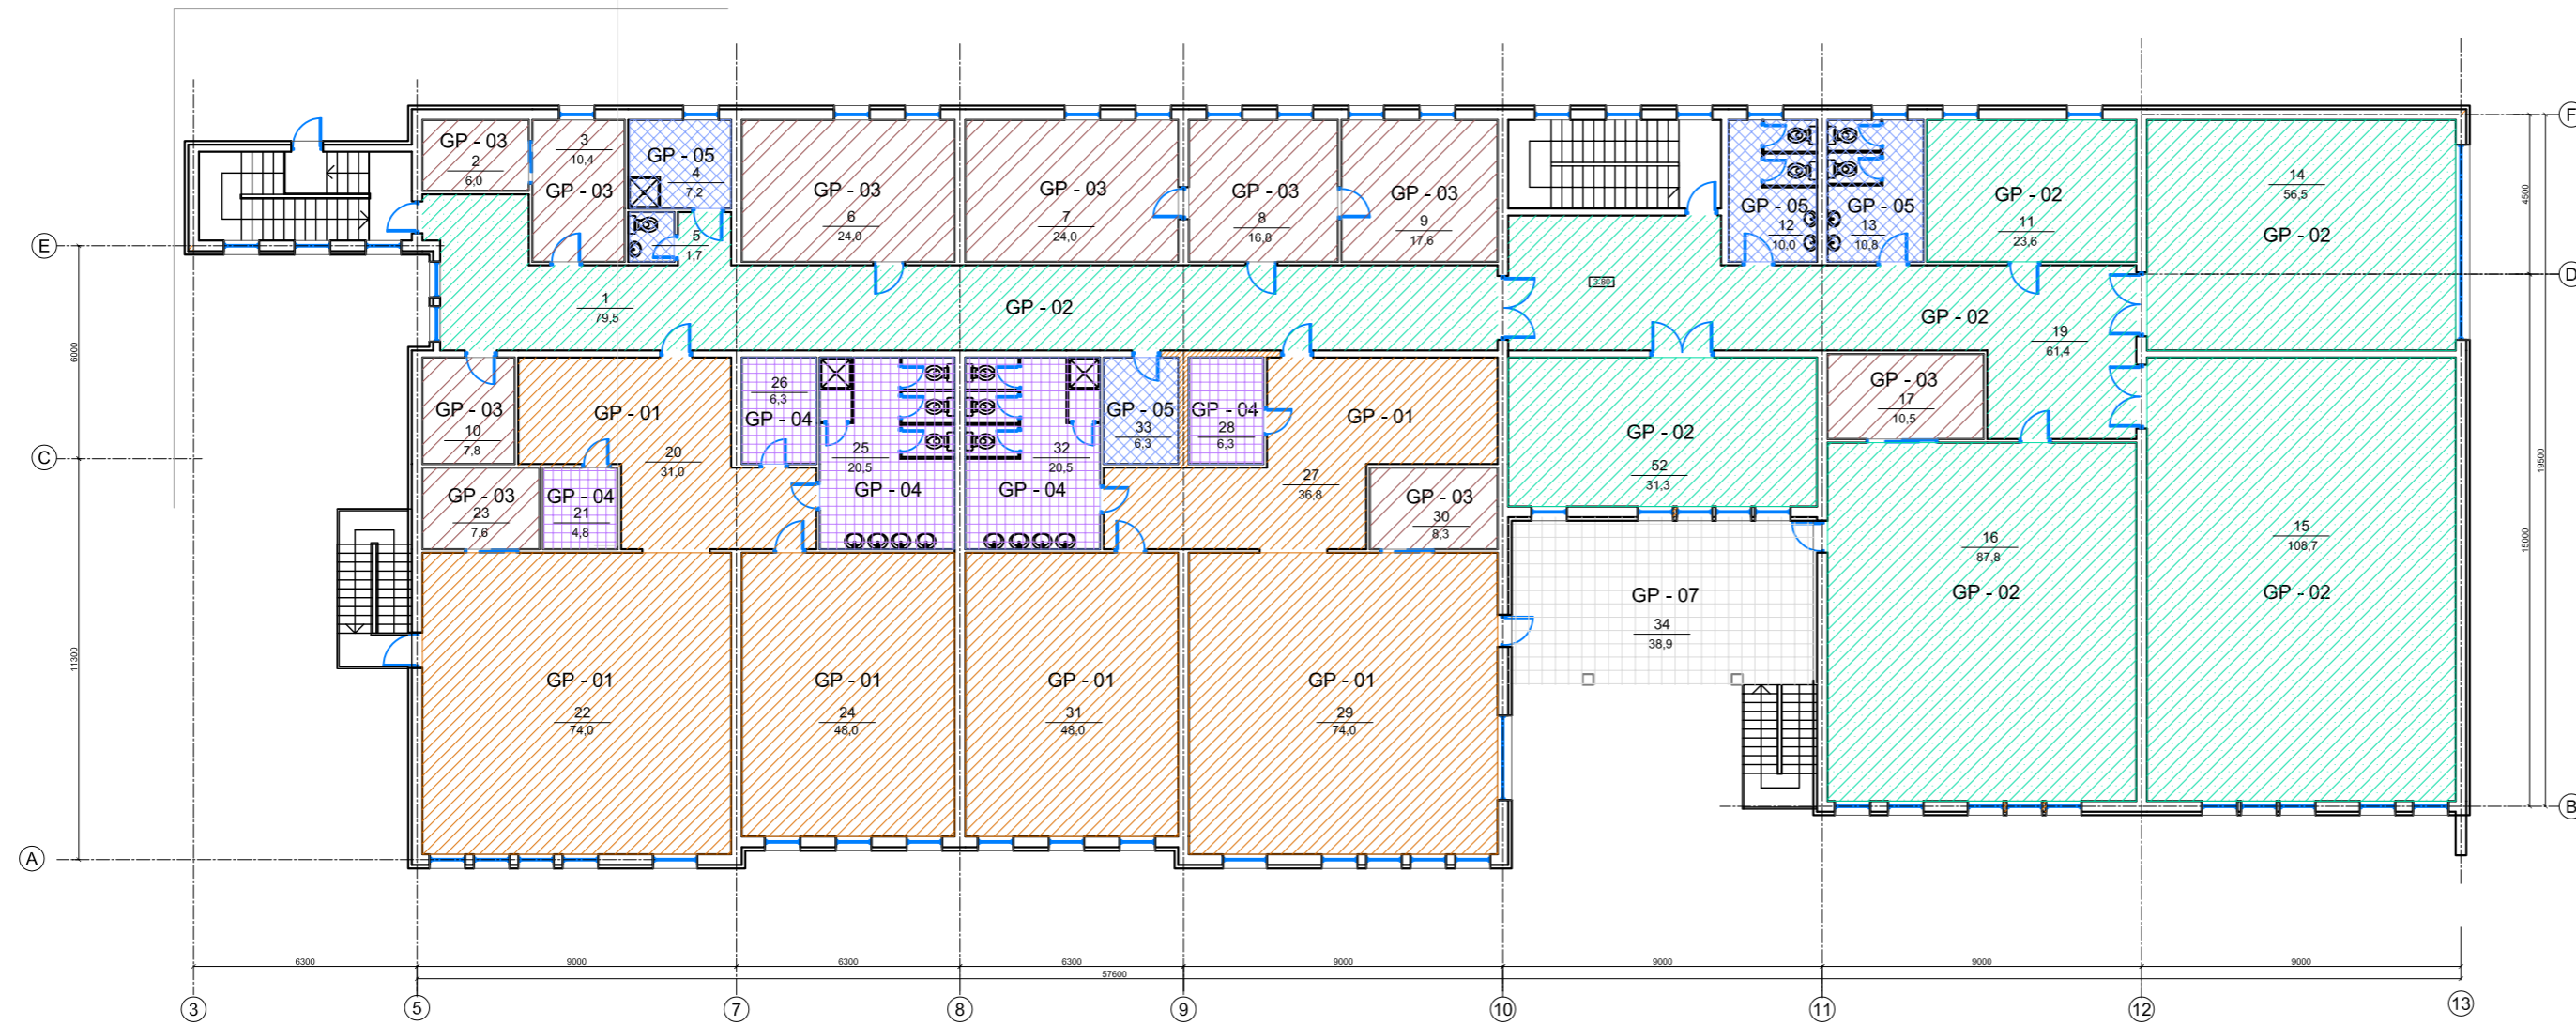 F
GP - 03
2
6,0
3
10,4
GP - 03
GP - 05
4
7,2
5
1,7
GP - 03
6
24,0
GP - 03
7
24,0
GP - 03
8
16,8
GP - 03
9
17,6
GP - 05
12
10,0
GP - 05
13
10,8
GP - 02
11
23,6
14
56,5
GP - 02
4500
E
D
1
79,5
GP - 02
3.80
GP - 02
19
61,4
6000
GP - 03
10
7,8
GP - 01
20
31,0
26
6,3
GP - 04
25
20,5
GP - 04
32
20,5
GP - 04
GP - 05
33
6,3
GP - 04
28
6,3
GP - 01
27
36,8
GP - 02
52
31,3
GP - 03
17
10,5
C
19500
GP - 03
23
7,6
GP - 04
21
4,8
GP - 03
30
8,3
16
87,8
GP - 02
15
108,7
GP - 02
15000
GP - 07
34
38,9
11300
GP - 01
22
74,0
GP - 01
24
48,0
GP - 01
31
48,0
GP - 01
29
74,0
B
A
6300
9000
6300
6300
9000
9000
9000
9000
57600
3
5
7
8
9
10
11
12
13